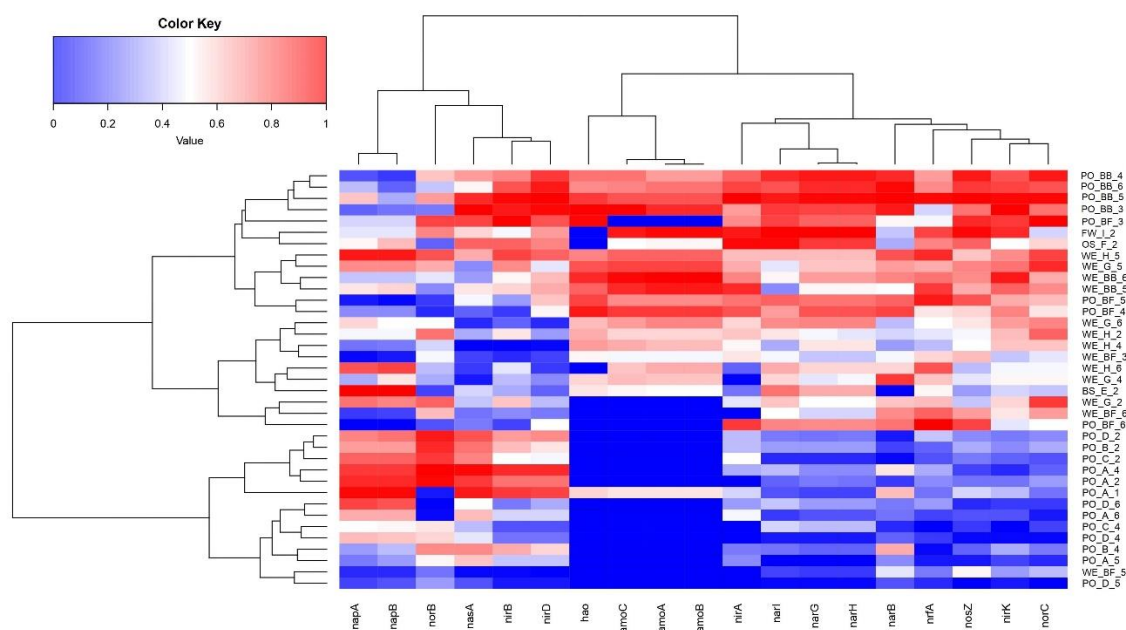 Color Key
0 0.2 0.4 0.6 0.8 1
Value
PO_BB_4
PO_BB_6
PO_BB_5
PO_BB_3
PO_BF_3
FW_I_2
OS_F_2
WE_H_5
WE_G_5
WE_BB_6
WE_BB_5
PO_BF_5
PO_BF_4
WE_G_6
WE_H_2
WE_H_4
WE_BF_3
WE_H_6
WE_G_4
BS_E_2
WE_G_2
WE_BF_6
PO_BF_6
PO_D_2
PO_B_2
PO_C_2
PO_A_4
PO_A_2
PO_A_1
PO_D_6
PO_A_6
PO_C_4
PO_D_4
PO_B_4
PO_A_5
WE_BF_5
PO_D_5
napA napB norB nasA nirB nirD hao amoC amoA amoB nirA narI narG narH narB nrfA nosZ nirK norC